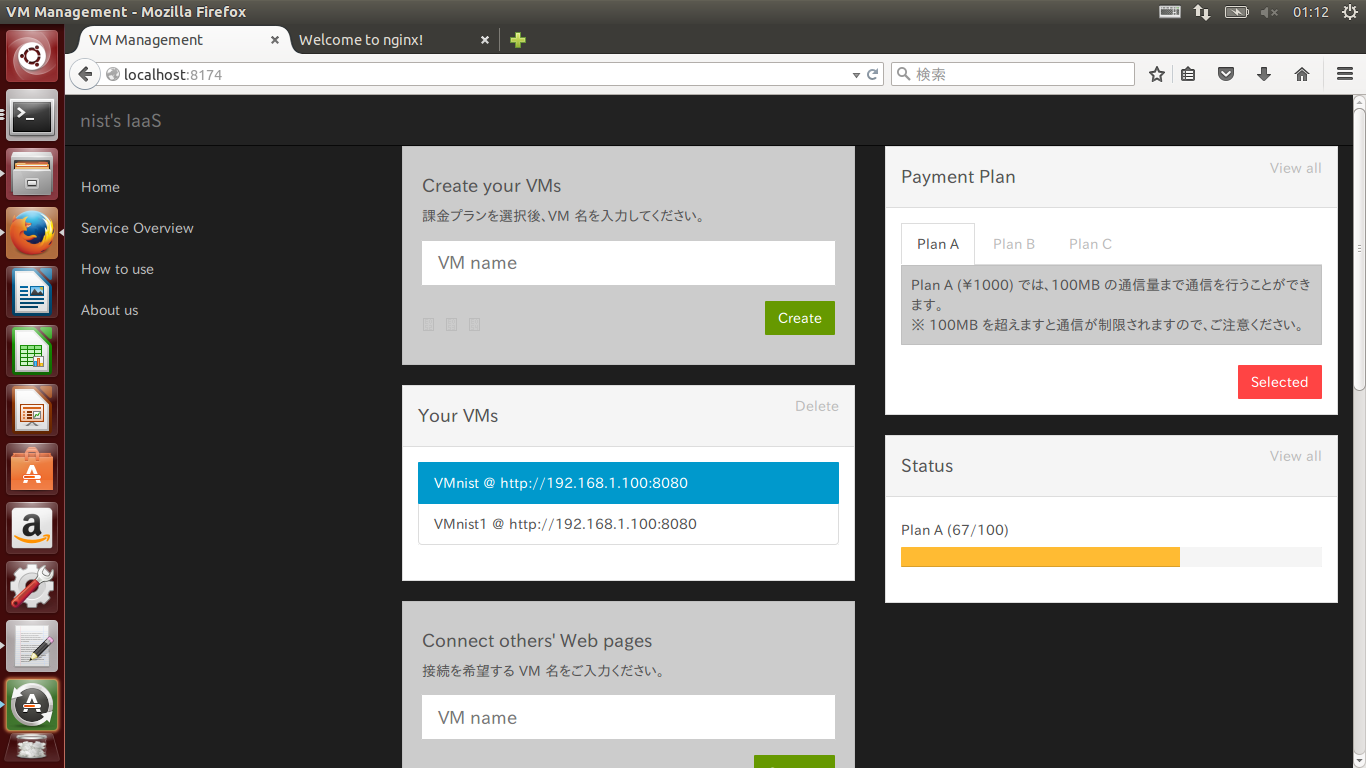 VM Management - Mozilla Firefox
01:12
VM Management
Welcome to nginx!
localhost:8174
検索
nist's IaaS
Home
Service Overview
How to use
About us
Create your VMs
課金プランを選択後、VM 名を入力してください。
VM name
Create
Your VMs
Delete
VMnist @ http://192.168.1.100:8080
VMnist1 @ http://192.168.1.100:8080
Connect others' Web pages
接続を希望する VM 名をご入力ください。
VM name
Payment Plan
View all
Plan A
Plan B
Plan C
Plan A (￥1000) では、100MB の通信量まで通信を行うことができ
ます。
※ 100MB を超えますと通信が制限されますので、ご注意ください。
Selected
Status
View all
Plan A (67/100)